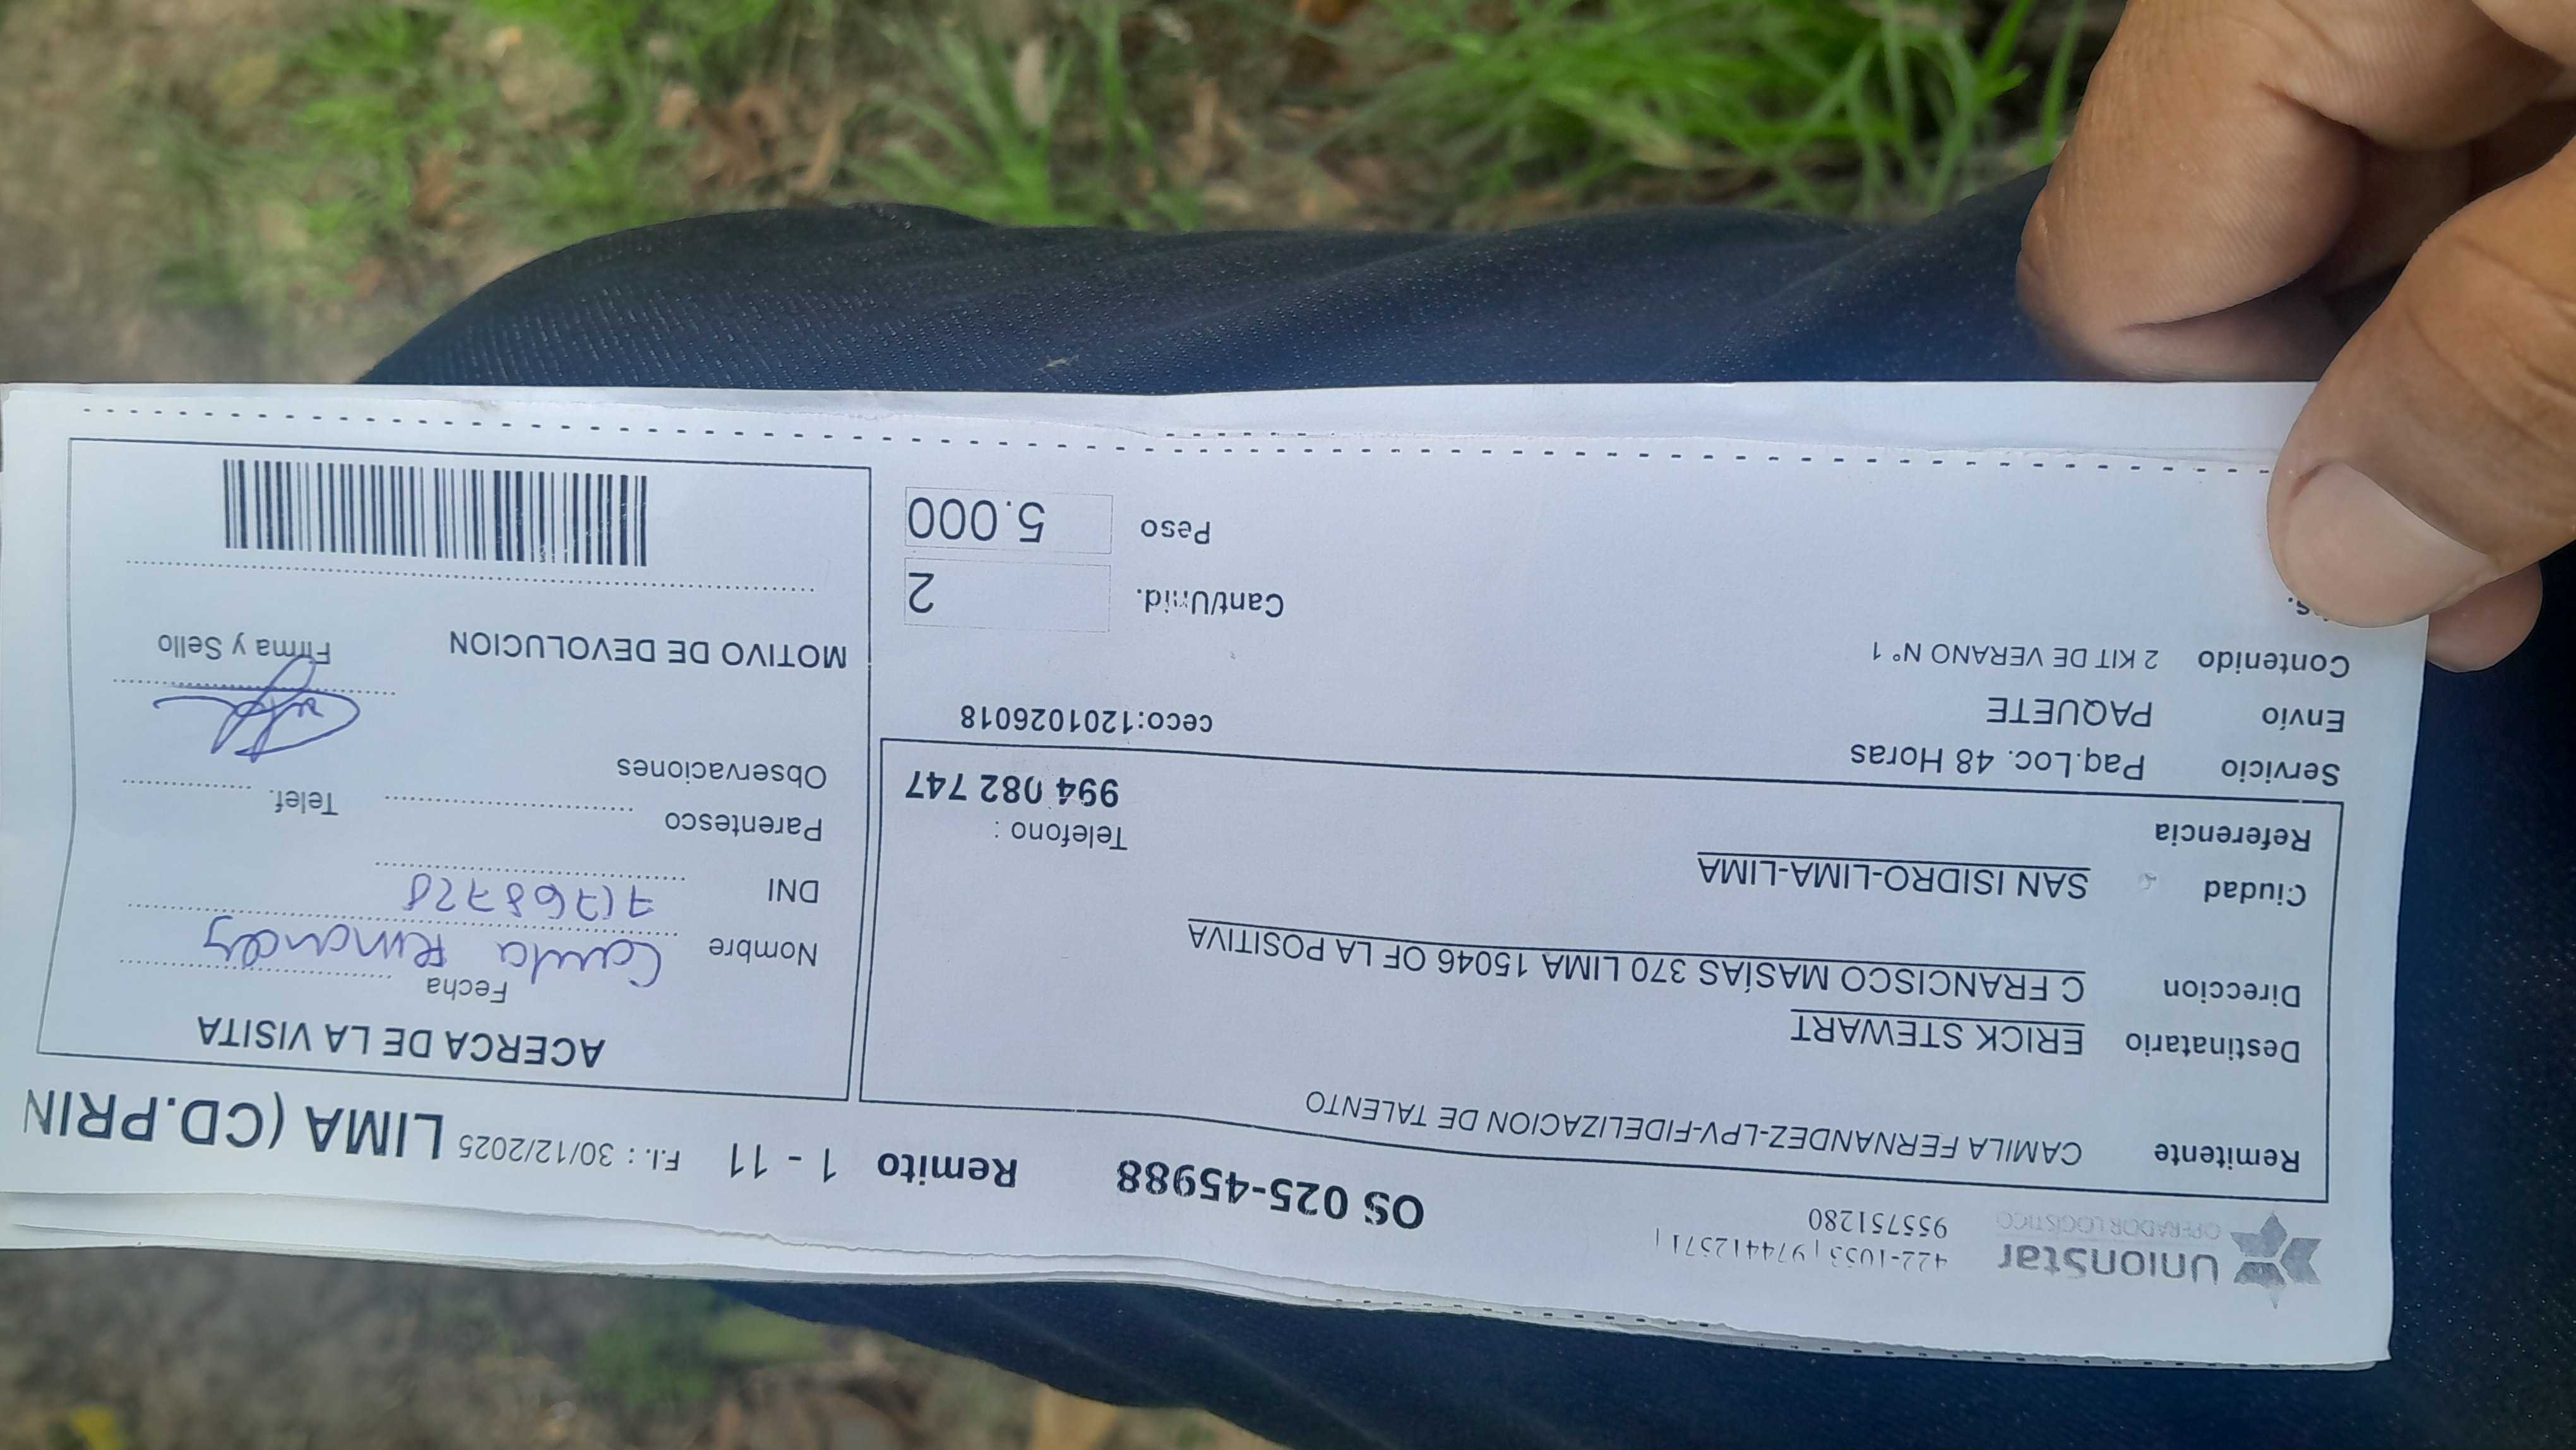 unionStar
OPERADOR LOGISTICO
422-1053 | 974412571 |
955751280
OS 025-45988 Remito 1 - 11 F.I. : 30/12/2025 LIMA (CD.PRIN
Remitente CAMILA FERNANDEZ-LPV-FIDELIZACION DE TALENTO
Destinatario ERICK STEWART
Direccion C FRANCISCO MASÍAS 370 LIMA 15046 OF LA POSITIVA
Ciudad SAN ISIDRO-LIMA-LIMA
Referencia
Telefono :
994 082 747
Servicio Paq.Loc. 48 Horas
Envío PAQUETE
ceco:1201026018
Contenido 2 KIT DE VERANO N° 1
Cant/Unid. 2
Peso 5.000
ACERCA DE LA VISITA
Fecha
Nombre
DNI
Parentesco Telef.
Observaciones
Firma y Sello
MOTIVO DE DEVOLUCION